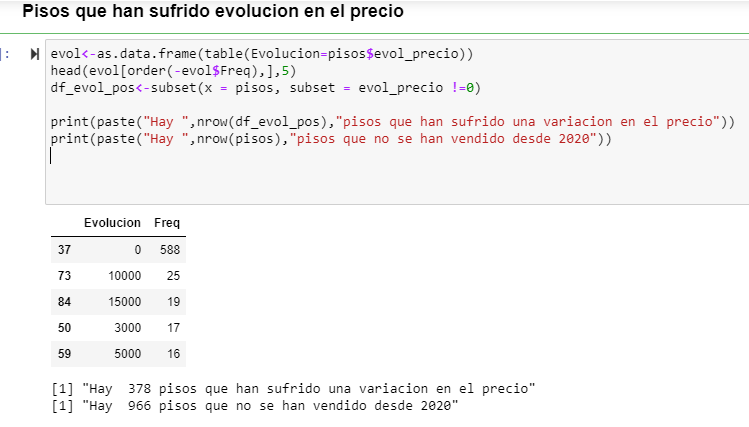 Pisos que han sufrido evolucion en el precio
]:
evol<-as.data.frame(table(Evolucion=pisos$evol_precio))
head(evol[order(-evol$Freq),],5)
df_evol_pos<-subset(x = pisos, subset = evol_precio !=0)
print(paste("Hay ",nrow(df_evol_pos),"pisos que han sufrido una variacion en el precio"))
print(paste("Hay ",nrow(pisos),"pisos que no se han vendido desde 2020"))
Evolucion Freq
37 0 588
73 10000 25
84 15000 19
50 3000 17
59 5000 16
[1] "Hay  378 pisos que han sufrido una variacion en el precio"
[1] "Hay  966 pisos que no se han vendido desde 2020"